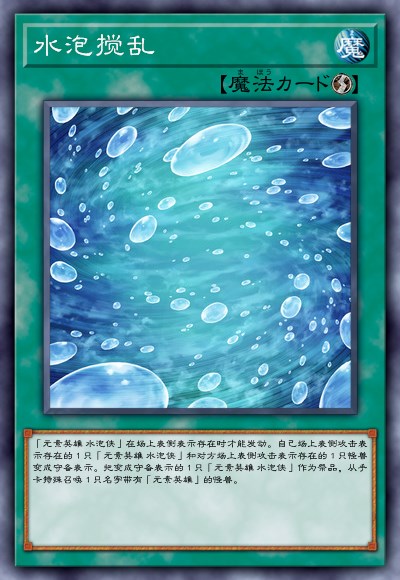 水泡搅乱
魔
【魔法カード】
まほう
「元素英雄 水泡侠」在场上表侧表示存在时才能发动。自己场上表侧攻击表
示存在的1只「元素英雄 水泡侠」和对方场上表侧攻击表示存在的1只怪兽
变成守备表示。把变成守备表示的1只「元素英雄 水泡侠」作为祭品，从手
卡特殊召唤1只名字带有「元素英雄」的怪兽。